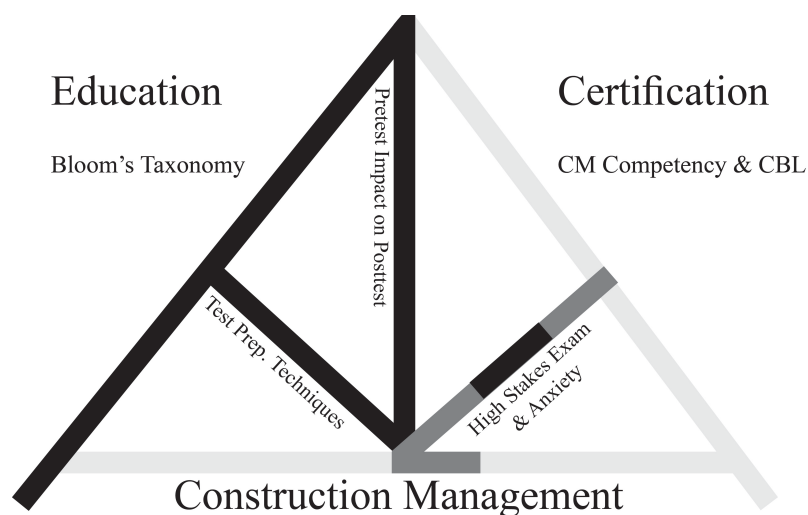 Education
Certification
Bloom's Taxonomy
CM Competency & CBL
Pretest Impact on Posttest
Test Prep. Techniques
High Stakes Exam
& Anxiety
Construction Management